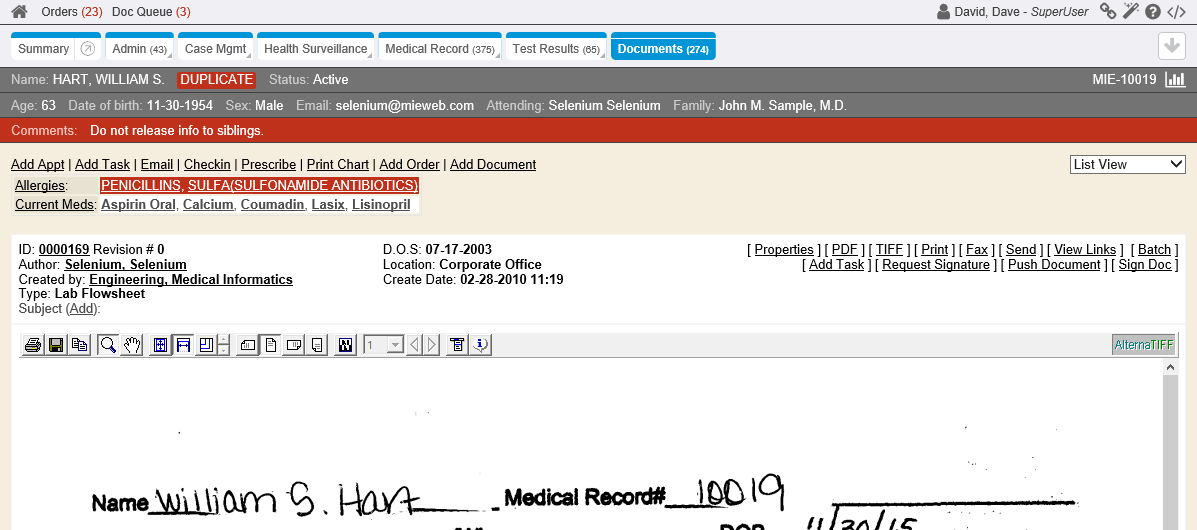 Orders (23) Doc Queue (3) David, Dave - SuperUser
Summary Admin (43) Case Mgmt Health Surveillance Medical Record (375) Test Results (65) Documents (274)
Name: HART, WILLIAM S. DUPLICATE Status: Active MIE-10019
Age: 63 Date of birth: 11-30-1954 Sex: Male Email: selenium@mieweb.com Attending: Selenium Selenium Family: John M. Sample, M.D.
Comments: Do not release info to siblings.
Add Appt | Add Task | Email | Checkin | Prescribe | Print Chart | Add Order | Add Document List View
Allergies: PENICILLINS, SULFA(SULFONAMIDE ANTIBIOTICS)
Current Meds: Aspirin Oral, Calcium, Coumadin, Lasix, Lisinopril
ID: 0000169 Revision # 0 D.O.S: 07-17-2003 [ Properties ] [ PDF ] [ TIFF ] [ Print ] [ Fax ] [ Send ] [ View Links ] [ Batch ]
Author: Selenium, Selenium Location: Corporate Office [ Add Task ] [ Request Signature ] [ Push Document ] [ Sign Doc ]
Created by: Engineering, Medical Informatics Create Date: 02-28-2010 11:19
Type: Lab Flowsheet
Subject (Add):
1 AlternaTIFF
Name William S. Hart Medical Record# 10019
DOB 11/30/15